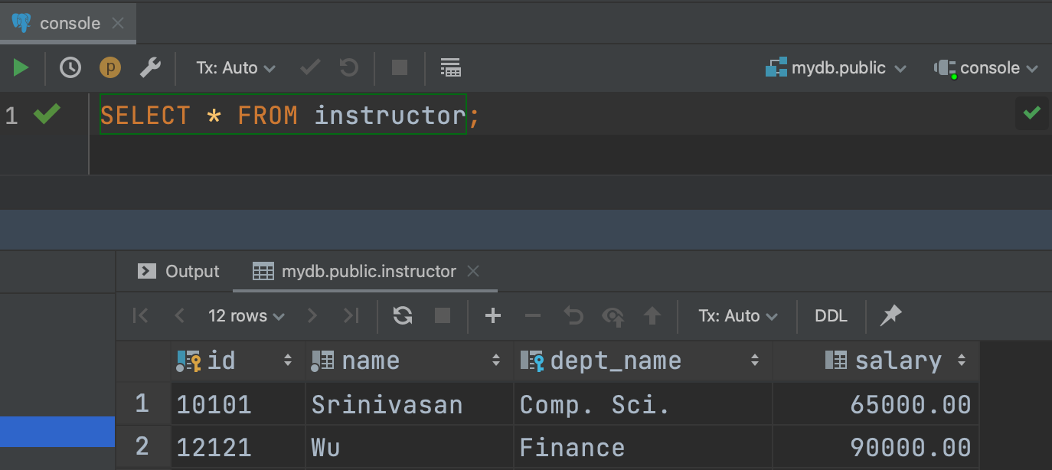 console
p Tx: Auto mydb.public console
1 SELECT * FROM instructor;
Output mydb.public.instructor
12 rows Tx: Auto DDL
id name dept_name salary
1 10101 Srinivasan Comp. Sci. 65000.00
2 12121 Wu Finance 90000.00